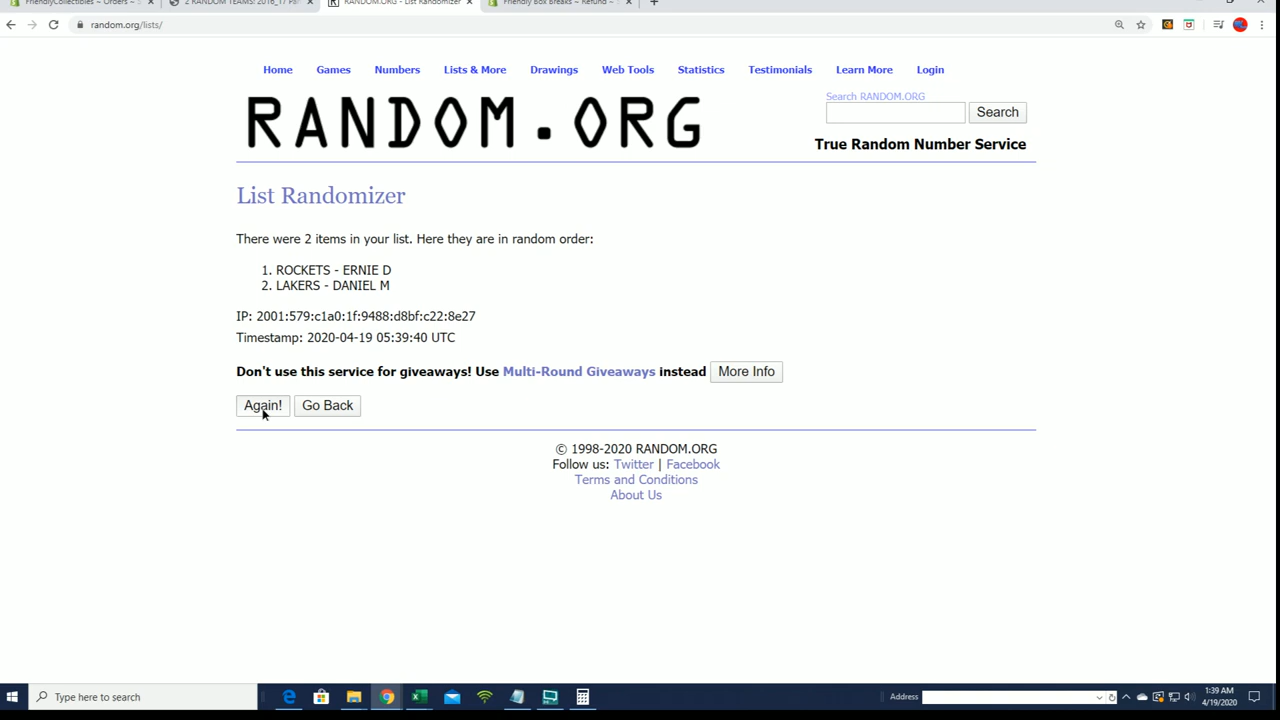 FriendlyCollectibles ~ Orders ~
2 RANDOM TEAMS: 2016_17 Pan
RANDOM.ORG - List Randomizer
Friendly Box Breaks ~ Refund ~
random.org/lists/
Home Games Numbers Lists & More Drawings Web Tools Statistics Testimonials Learn More Login
RANDOM.ORG
Search RANDOM.ORG
Search
True Random Number Service
List Randomizer
There were 2 items in your list. Here they are in random order:
1. ROCKETS - ERNIE D
2. LAKERS - DANIEL M
IP: 2001:579:c1a0:1f:9488:d8bf:c22:8e27
Timestamp: 2020-04-19 05:39:40 UTC
Don't use this service for giveaways! Use Multi-Round Giveaways instead More Info
Again! Go Back
© 1998-2020 RANDOM.ORG
Follow us: Twitter | Facebook
Terms and Conditions
About Us
Type here to search
Address
1:39 AM
4/19/2020